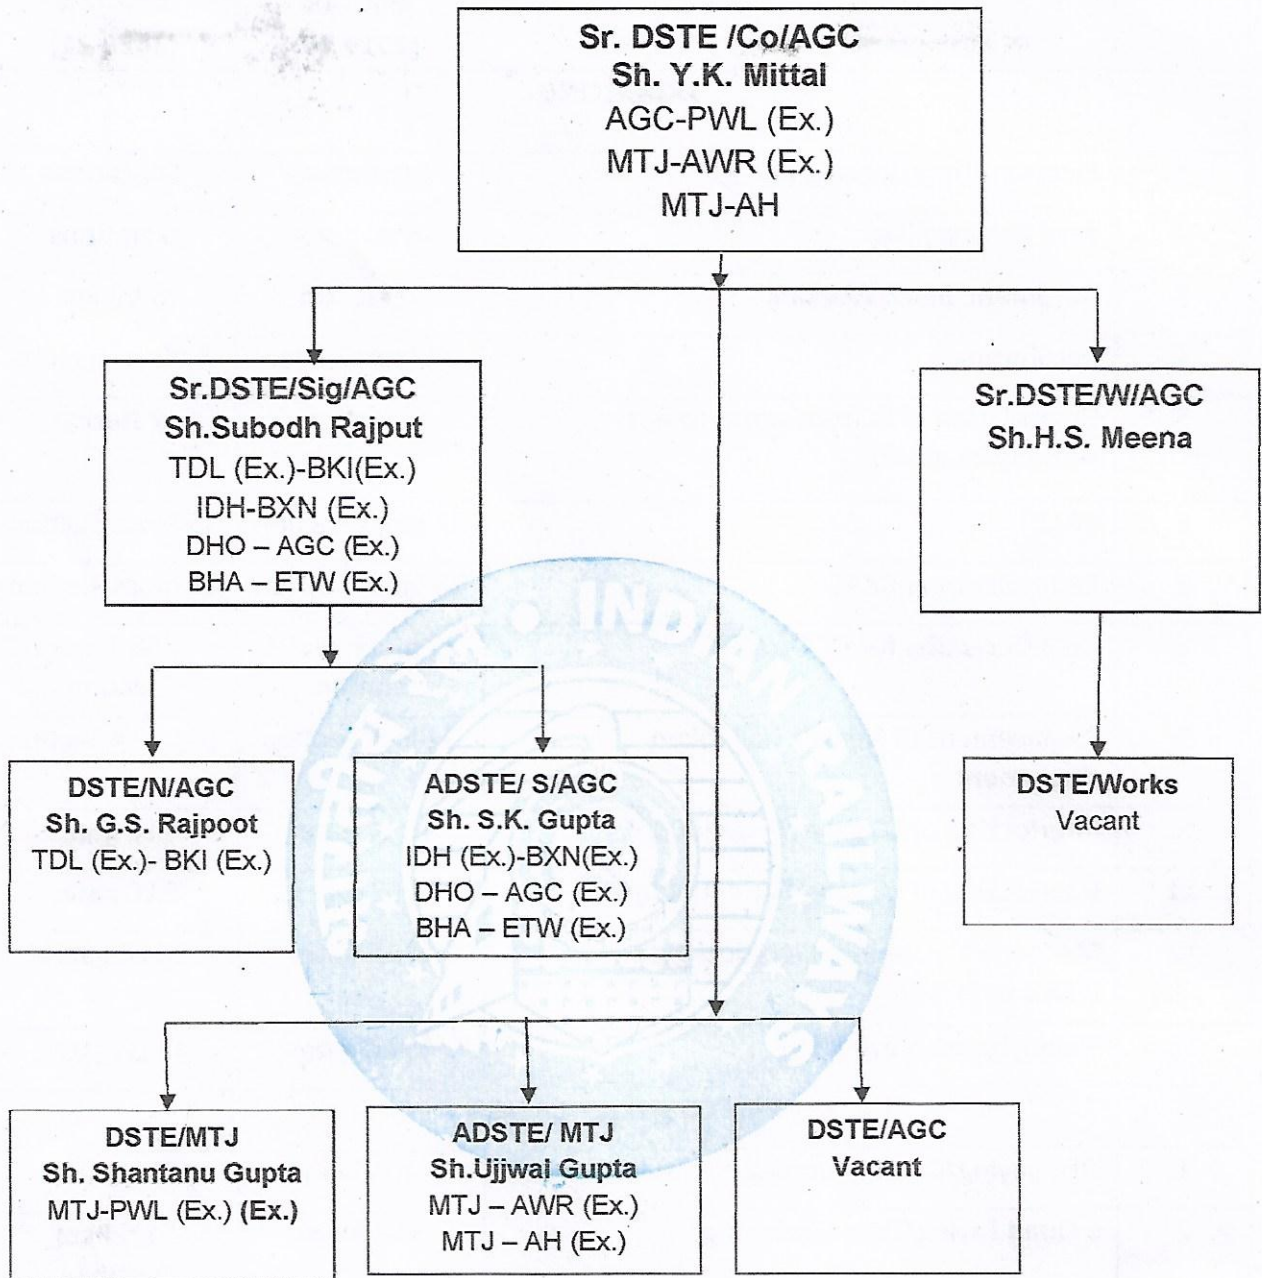 Sr. DSTE /Co/AGC
Sh. Y.K. Mittal
AGC-PWL (Ex.)
MTJ-AWR (Ex.)
MTJ-AH
Sr.DSTE/Sig/AGC
Sh.Subodh Rajput
TDL (Ex.)-BKI(Ex.)
IDH-BXN (Ex.)
DHO – AGC (Ex.)
BHA – ETW (Ex.)
Sr.DSTE/W/AGC
Sh.H.S. Meena
DSTE/N/AGC
Sh. G.S. Rajpoot
TDL (Ex.)- BKI (Ex.)
ADSTE/ S/AGC
Sh. S.K. Gupta
IDH (Ex.)-BXN(Ex.)
DHO – AGC (Ex.)
BHA – ETW (Ex.)
DSTE/Works
Vacant
DSTE/MTJ
Sh. Shantanu Gupta
MTJ-PWL (Ex.) (Ex.)
ADSTE/ MTJ
Sh.Ujjwal Gupta
MTJ – AWR (Ex.)
MTJ – AH (Ex.)
DSTE/AGC
Vacant
INDIAN RAILWAYS